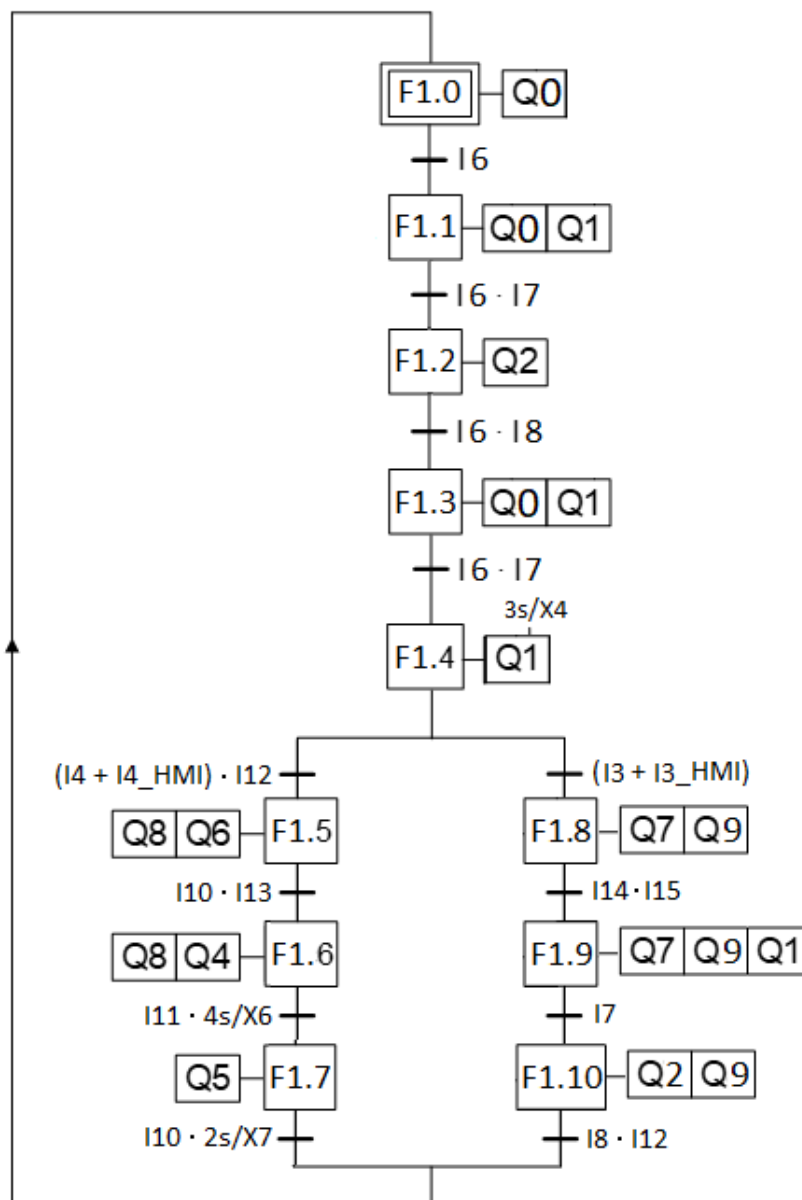 F1.0 Q0
I6
F1.1 Q0 Q1
I6 · I7
F1.2 Q2
I6 · I8
F1.3 Q0 Q1
I6 · I7
3s/X4
F1.4 Q1
(I4 + I4_HMI) · I12 (I3 + I3_HMI)
Q8 Q6 F1.5 F1.8 Q7 Q9
I10 · I13 I14 · I15
Q8 Q4 F1.6 F1.9 Q7 Q9 Q1
I11 · 4s/X6 I7
Q5 F1.7 F1.10 Q2 Q9
I10 · 2s/X7 I8 · I12